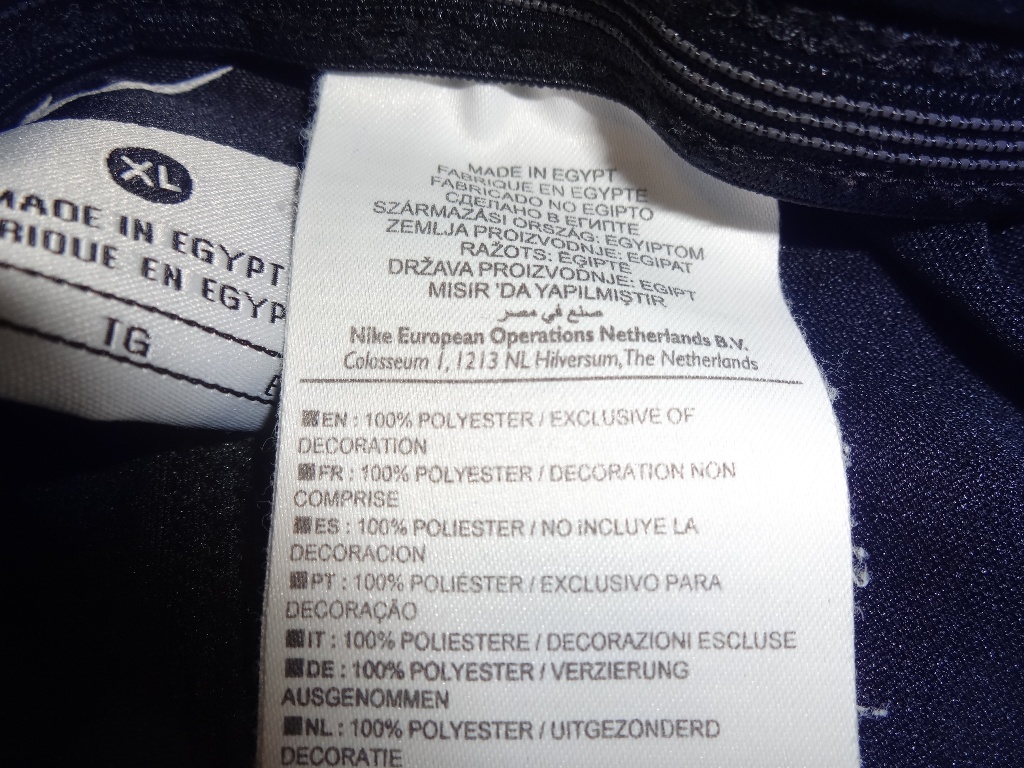 XL
MADE IN EGYPT
RIQUE EN EGYP
TG
MADE IN EGYPT
FABRIQUE EN EGYPTE
FABRICADO NO EGIPTO
СДЕЛАНО В ЕГИПТЕ
SZÁRMAZÁSI ORSZÁG: EGYIPTOM
ZEMLJA PROIZVODNJE: EGIPAT
RAŽOTS: EĢIPTE
DRŽAVA PROIZVODNJE: EGIPT
MISIR 'DA YAPILMIŞTIR
صنع في مصر
Nike European Operations Netherlands B.V.
Colosseum 1, 1213 NL Hilversum, The Netherlands
EN : 100% POLYESTER / EXCLUSIVE OF
DECORATION
FR : 100% POLYESTER / DECORATION NON
COMPRISE
ES : 100% POLIESTER / NO INCLUYE LA
DECORACION
PT : 100% POLIÉSTER / EXCLUSIVO PARA
DECORAÇÃO
IT : 100% POLIESTERE / DECORAZIONI ESCLUSE
DE : 100% POLYESTER / VERZIERUNG
AUSGENOMMEN
NL : 100% POLYESTER / UITGEZONDERD
DECORATIE